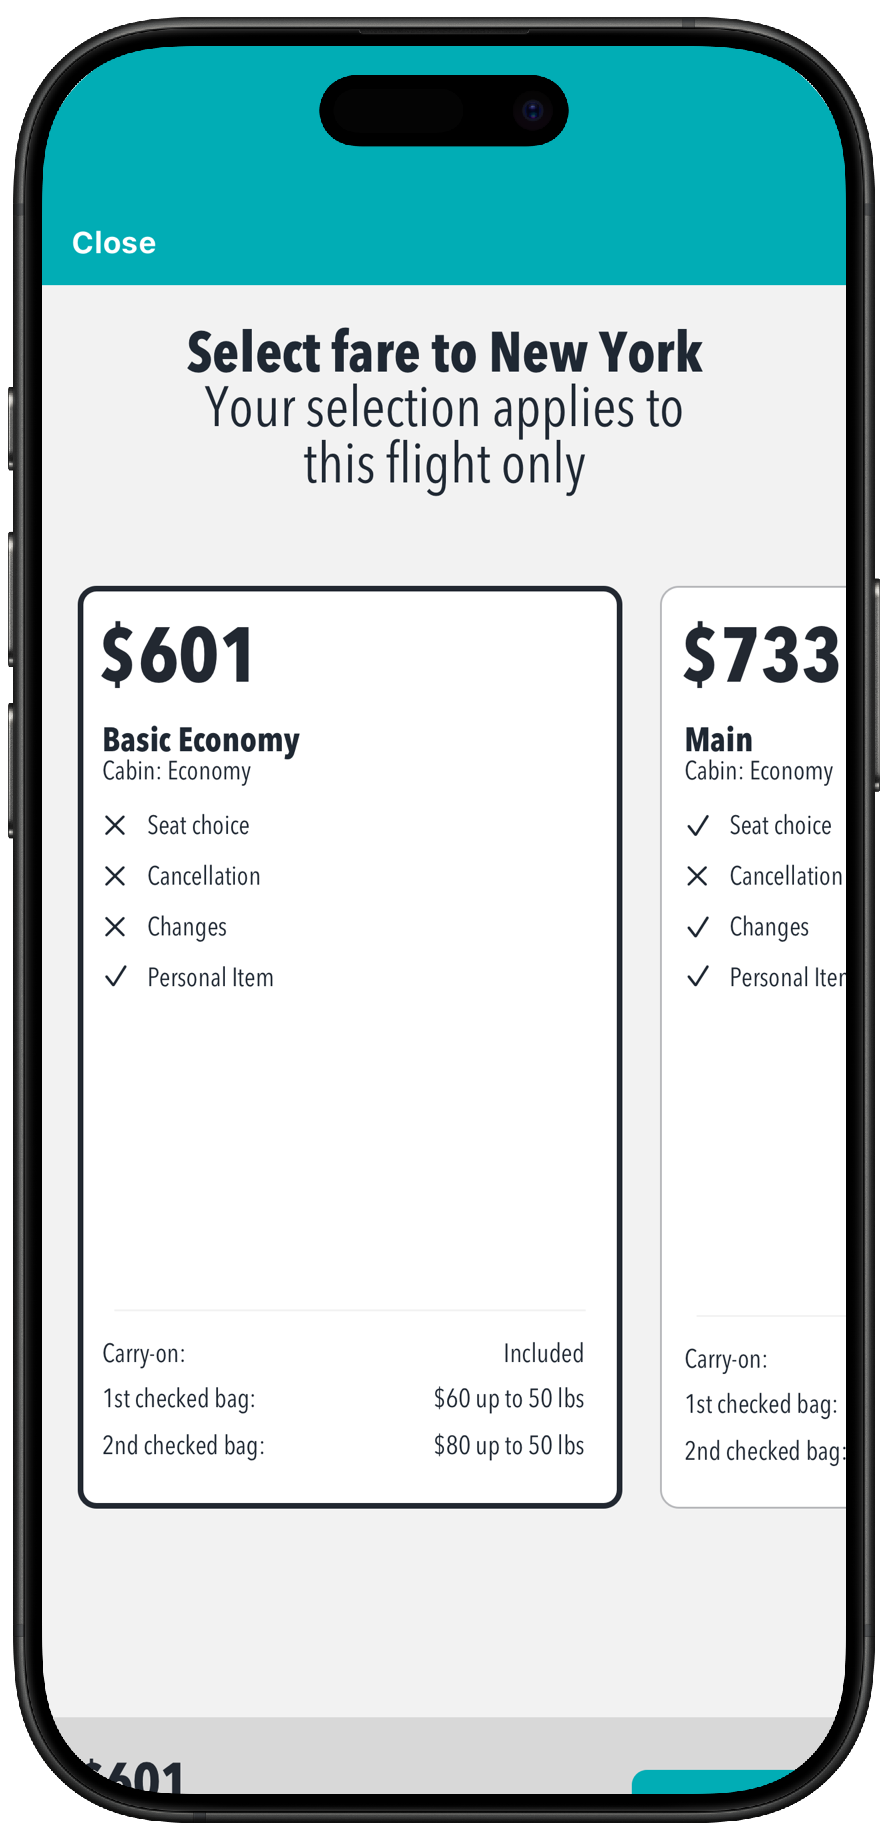 Close
Select fare to New York
Your selection applies to
this flight only
$601
Basic Economy
Cabin: Economy
Seat choice
Cancellation
Changes
Personal Item
Carry-on: Included
1st checked bag: $60 up to 50 lbs
2nd checked bag: $80 up to 50 lbs
$733
Main
Cabin: Economy
Seat choice
Cancellation
Changes
Personal Iter
Carry-on:
1st checked bag:
2nd checked bag:
$601